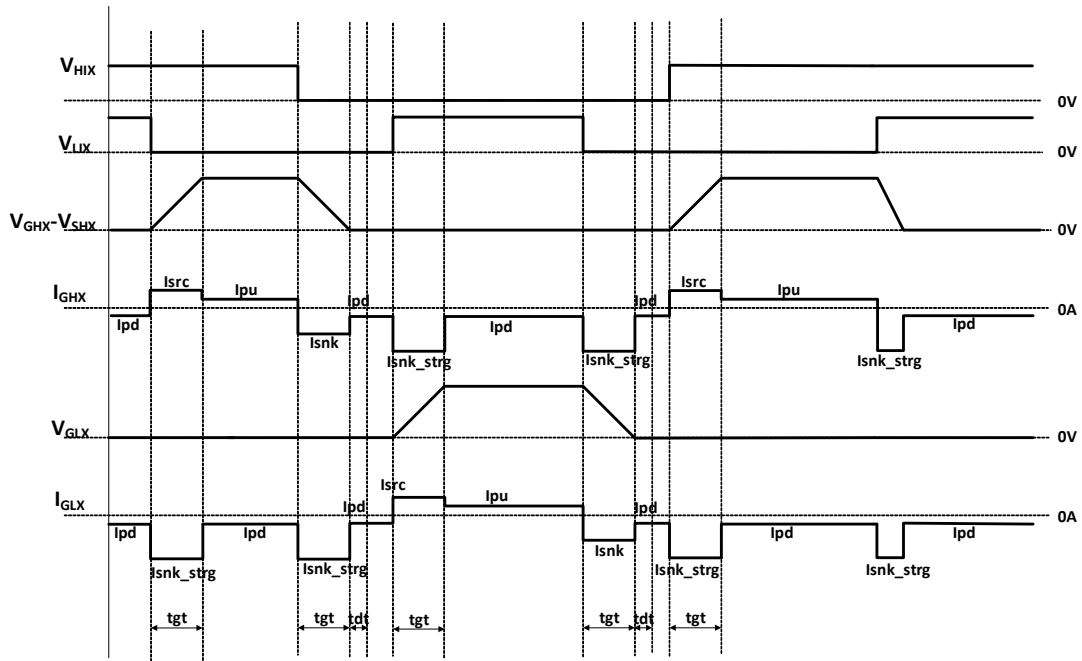 VHIX
0V
VLIX
0V
VGHX-VSHX
0V
Isrc
Ipu
Ipd
Isrc
Ipd
Ipu
IGHX
0A
Ipd
Isnk
Ipd
Ipd
Isnk_strg
Isnk_strg
Isnk_strg
VGLX
0V
Isrc
Ipu
Ipd
Ipd
IGLX
0A
Ipd
Ipd
Isnk
Ipd
Ipd
Isnk_strg
Isnk_strg
Isnk_strg
Isnk_strg
tgt
tgt
tdt
tgt
tgt
tdt
tgt